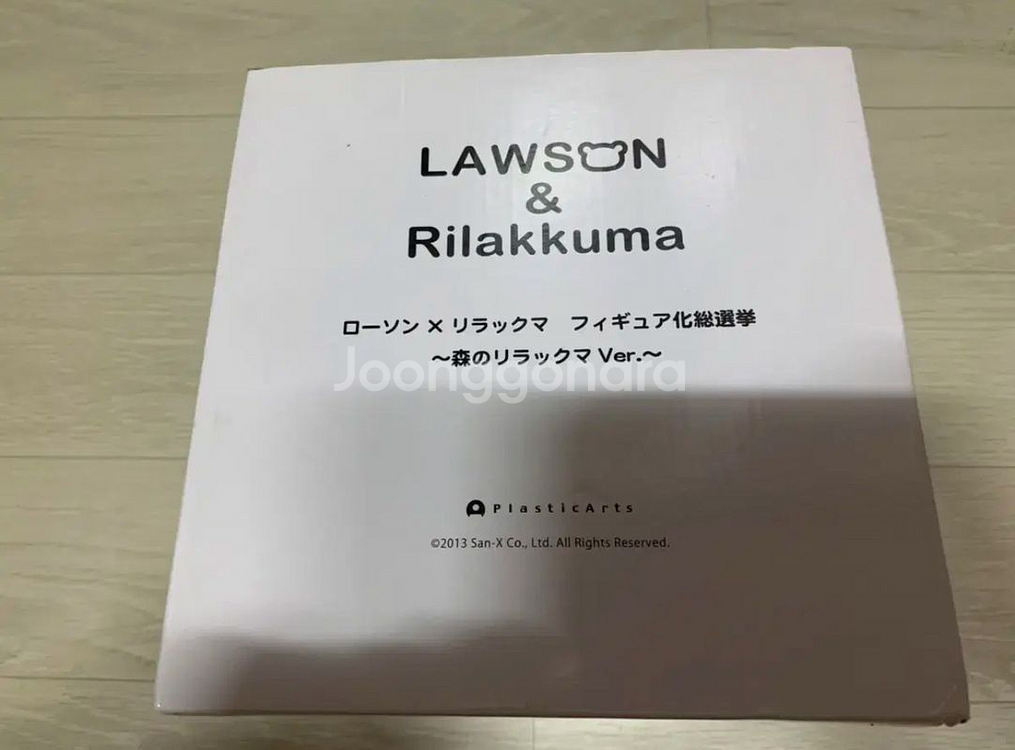 LAWSON
&
Rilakkuma
ローソン × リラックマ フィギュア化総選挙
～森のリラックマ Ver.～
Joonggonara
PlasticArts
©2013 San-X Co., Ltd. All Rights Reserved.